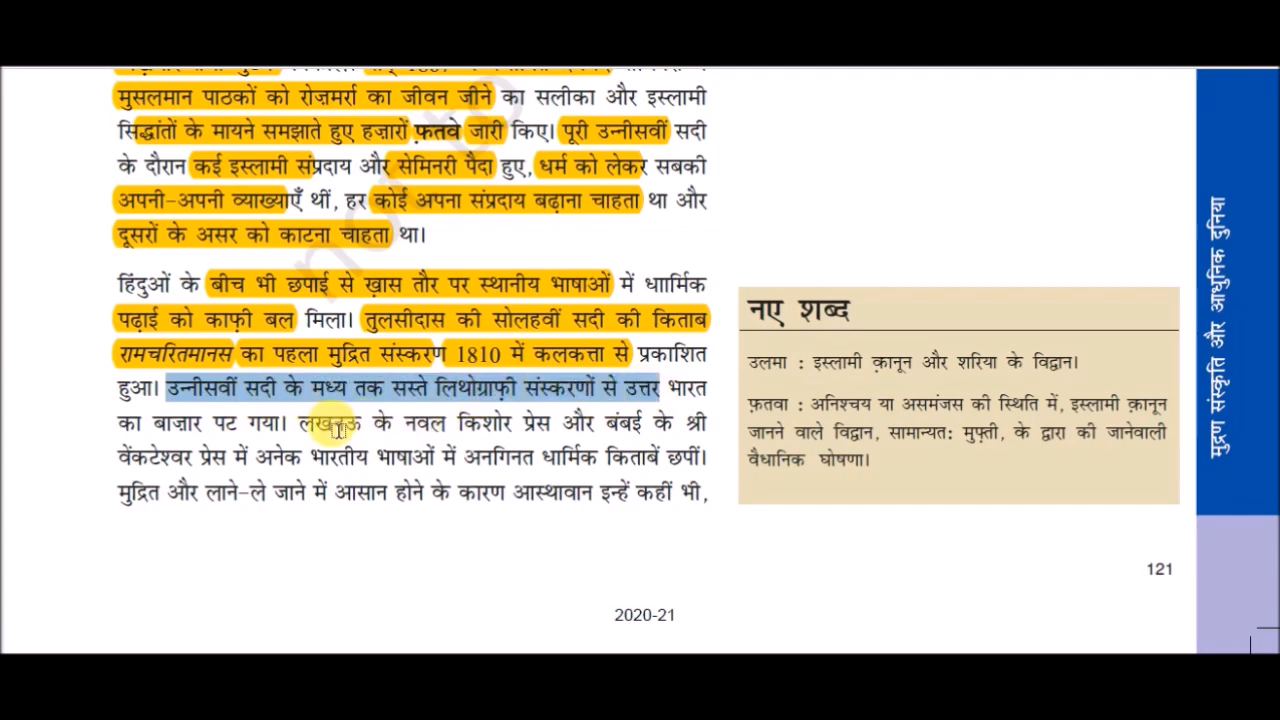 मुसलमान पाठकों को रोज़मर्रा का जीवन जीने का सलीका और इस्लामी
सिद्धांतों के मायने समझाते हुए हज़ारों फ़तवे जारी किए। पूरी उन्नीसवीं सदी
के दौरान कई इस्लामी संप्रदाय और सेमिनरी पैदा हुए, धर्म को लेकर सबकी
अपनी-अपनी व्याख्याएँ थीं, हर कोई अपना संप्रदाय बढ़ाना चाहता था और
दूसरों के असर को काटना चाहता था।
हिंदुओं के बीच भी छपाई से ख़ास तौर पर स्थानीय भाषाओं में धाार्मिक
पढ़ाई को काफ़ी बल मिला। तुलसीदास की सोलहवीं सदी की किताब
रामचरितमानस का पहला मुद्रित संस्करण 1810 में कलकत्ता से प्रकाशित
हुआ। उन्नीसवीं सदी के मध्य तक सस्ते लिथोग्राफ़ी संस्करणों से उत्तर भारत
का बाज़ार पट गया। लखनऊ के नवल किशोर प्रेस और बंबई के श्री
वेंकटेश्वर प्रेस में अनेक भारतीय भाषाओं में अनगिनत धार्मिक किताबें छपीं।
मुद्रित और लाने-ले जाने में आसान होने के कारण आस्थावान इन्हें कहीं भी,
नए शब्द
उलमा : इस्लामी क़ानून और शरिया के विद्वान।
फ़तवा : अनिश्चय या असमंजस की स्थिति में, इस्लामी क़ानून
जानने वाले विद्वान, सामान्यत: मुफ़्ती, के द्वारा की जानेवाली
वैधानिक घोषणा।
मुद्रण संस्कृति और आधुनिक दुनिया
121
2020-21